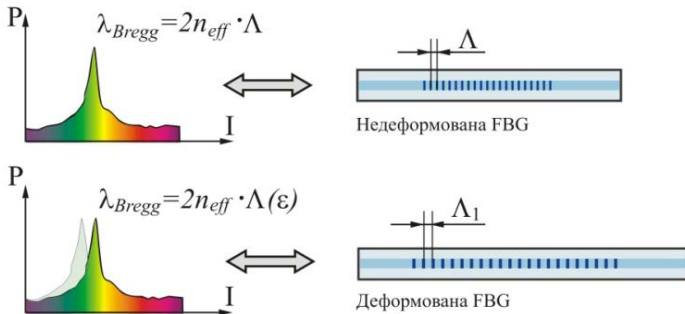 P
λBregg=2neff·Λ
Λ
I
Недеформована FBG
P
λBregg=2neff·Λ(ε)
Λ1
I
Деформована FBG